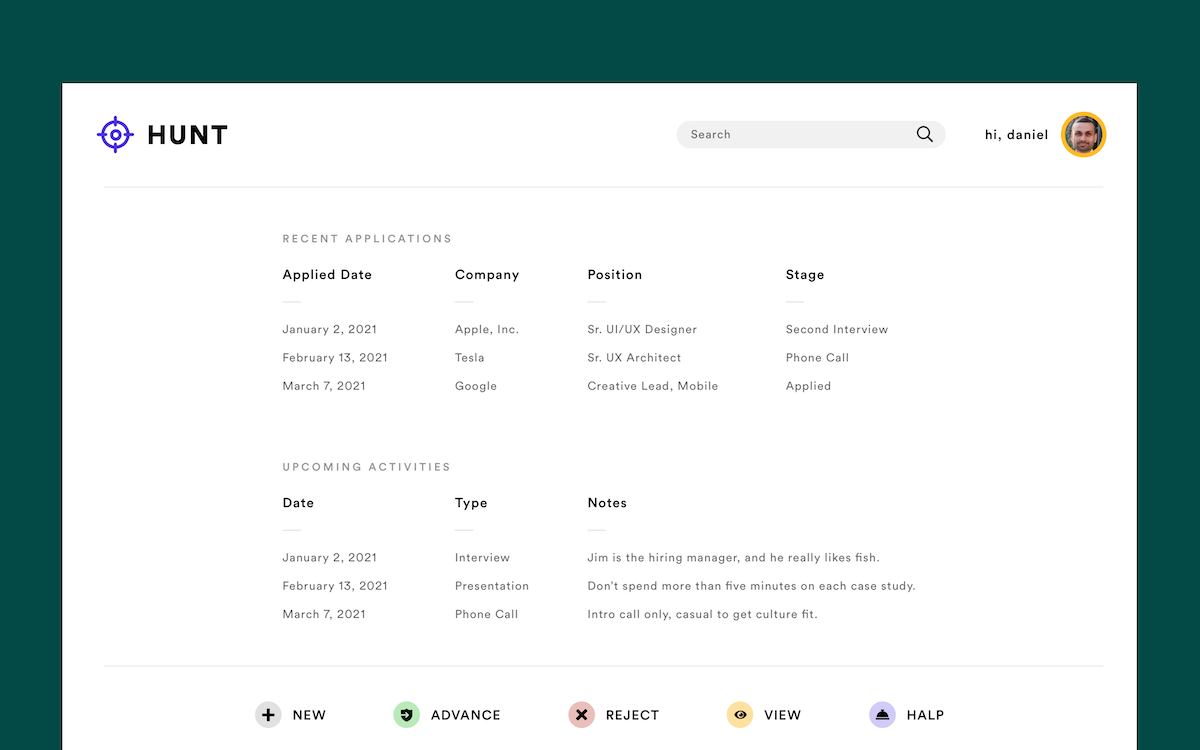 HUNT
Search
hi, daniel
RECENT APPLICATIONS
Applied Date Company Position Stage
January 2, 2021 Apple, Inc. Sr. UI/UX Designer Second Interview
February 13, 2021 Tesla Sr. UX Architect Phone Call
March 7, 2021 Google Creative Lead, Mobile Applied
UPCOMING ACTIVITIES
Date Type Notes
January 2, 2021 Interview Jim is the hiring manager, and he really likes fish.
February 13, 2021 Presentation Don't spend more than five minutes on each case study.
March 7, 2021 Phone Call Intro call only, casual to get culture fit.
NEW ADVANCE REJECT VIEW HALP